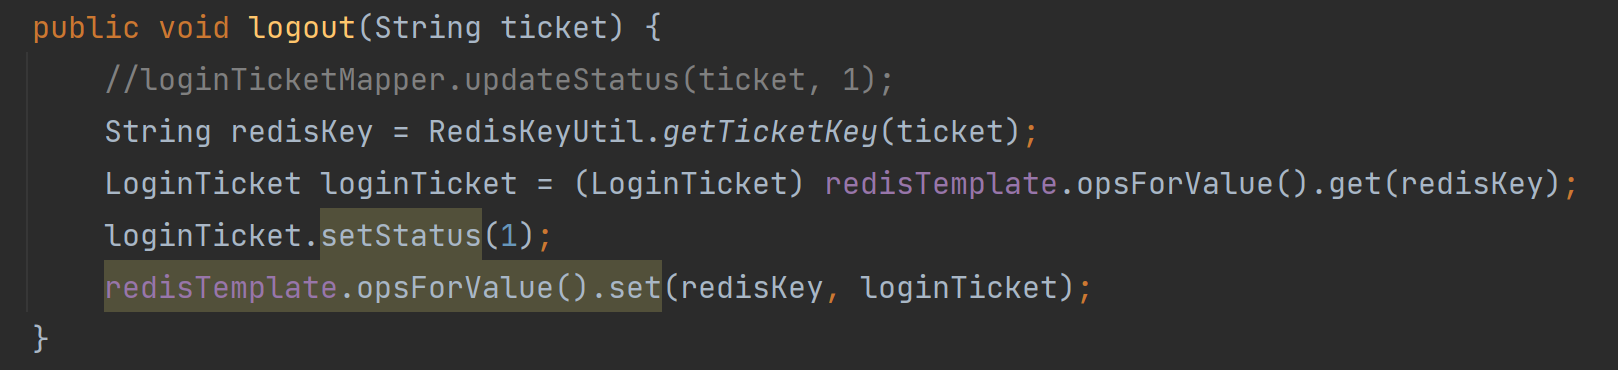 public void logout(String ticket) {
//loginTicketMapper.updateStatus(ticket, 1);
String redisKey = RedisKeyUtil.getTicketKey(ticket);
LoginTicket loginTicket = (LoginTicket) redisTemplate.opsForValue().get(redisKey);
loginTicket.setStatus(1);
redisTemplate.opsForValue().set(redisKey, loginTicket);
}